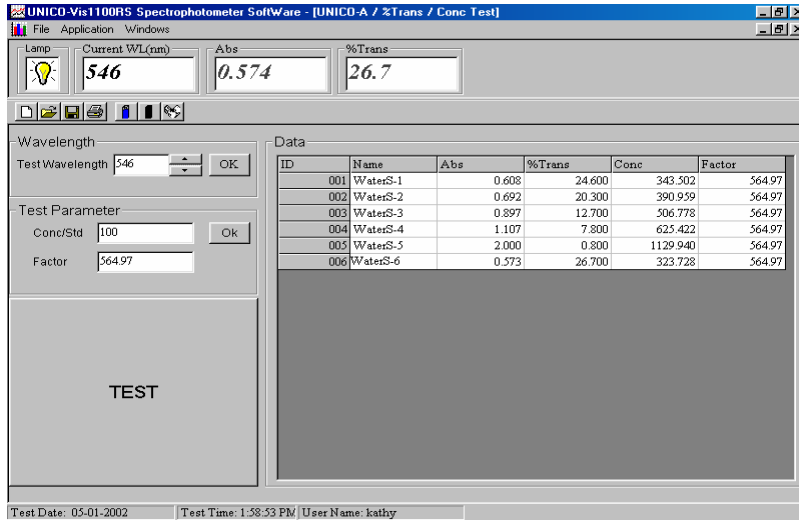 UNICO-Vis1100RS Spectrophotometer SoftWare - [UNICO-A / %Trans / Conc Test]
File Application Windows
Lamp Current WL(nm) Abs %Trans
546 0.574 26.7
Wavelength
Test Wavelength 546 OK
Test Parameter
Conc/Std 100 Ok
Factor 564.97
TEST
Data
ID Name Abs %Trans Conc Factor
001 WaterS-1 0.608 24.600 343.502 564.97
002 WaterS-2 0.692 20.300 390.959 564.97
003 WaterS-3 0.897 12.700 506.778 564.97
004 WaterS-4 1.107 7.800 625.422 564.97
005 WaterS-5 2.000 0.800 1129.940 564.97
006 WaterS-6 0.573 26.700 323.728 564.97
Test Date: 05-01-2002 Test Time: 1:58:53 PM User Name: kathy